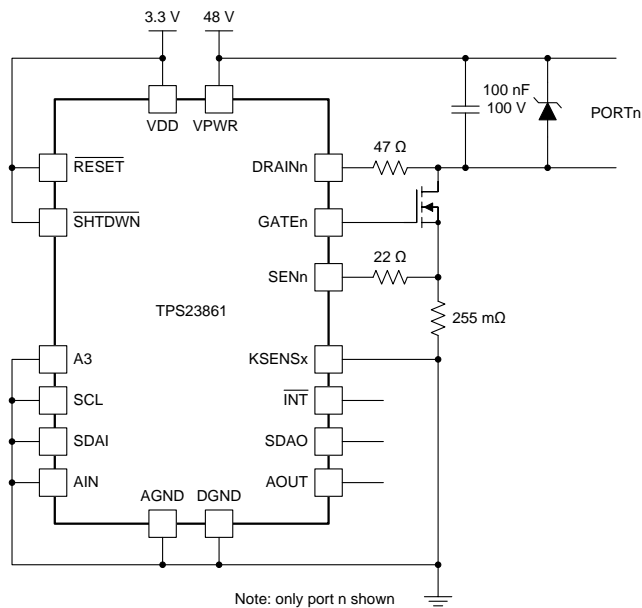 3.3 V
48 V
VDD
VPWR
100 nF
100 V
PORTn
RESET
DRAINn
47 Ω
SHTDWN
GATEn
SENn
22 Ω
TPS23861
255 mΩ
A3
KSENSx
SCL
INT
SDAI
SDAO
AIN
AOUT
AGND
DGND
Note: only port n shown